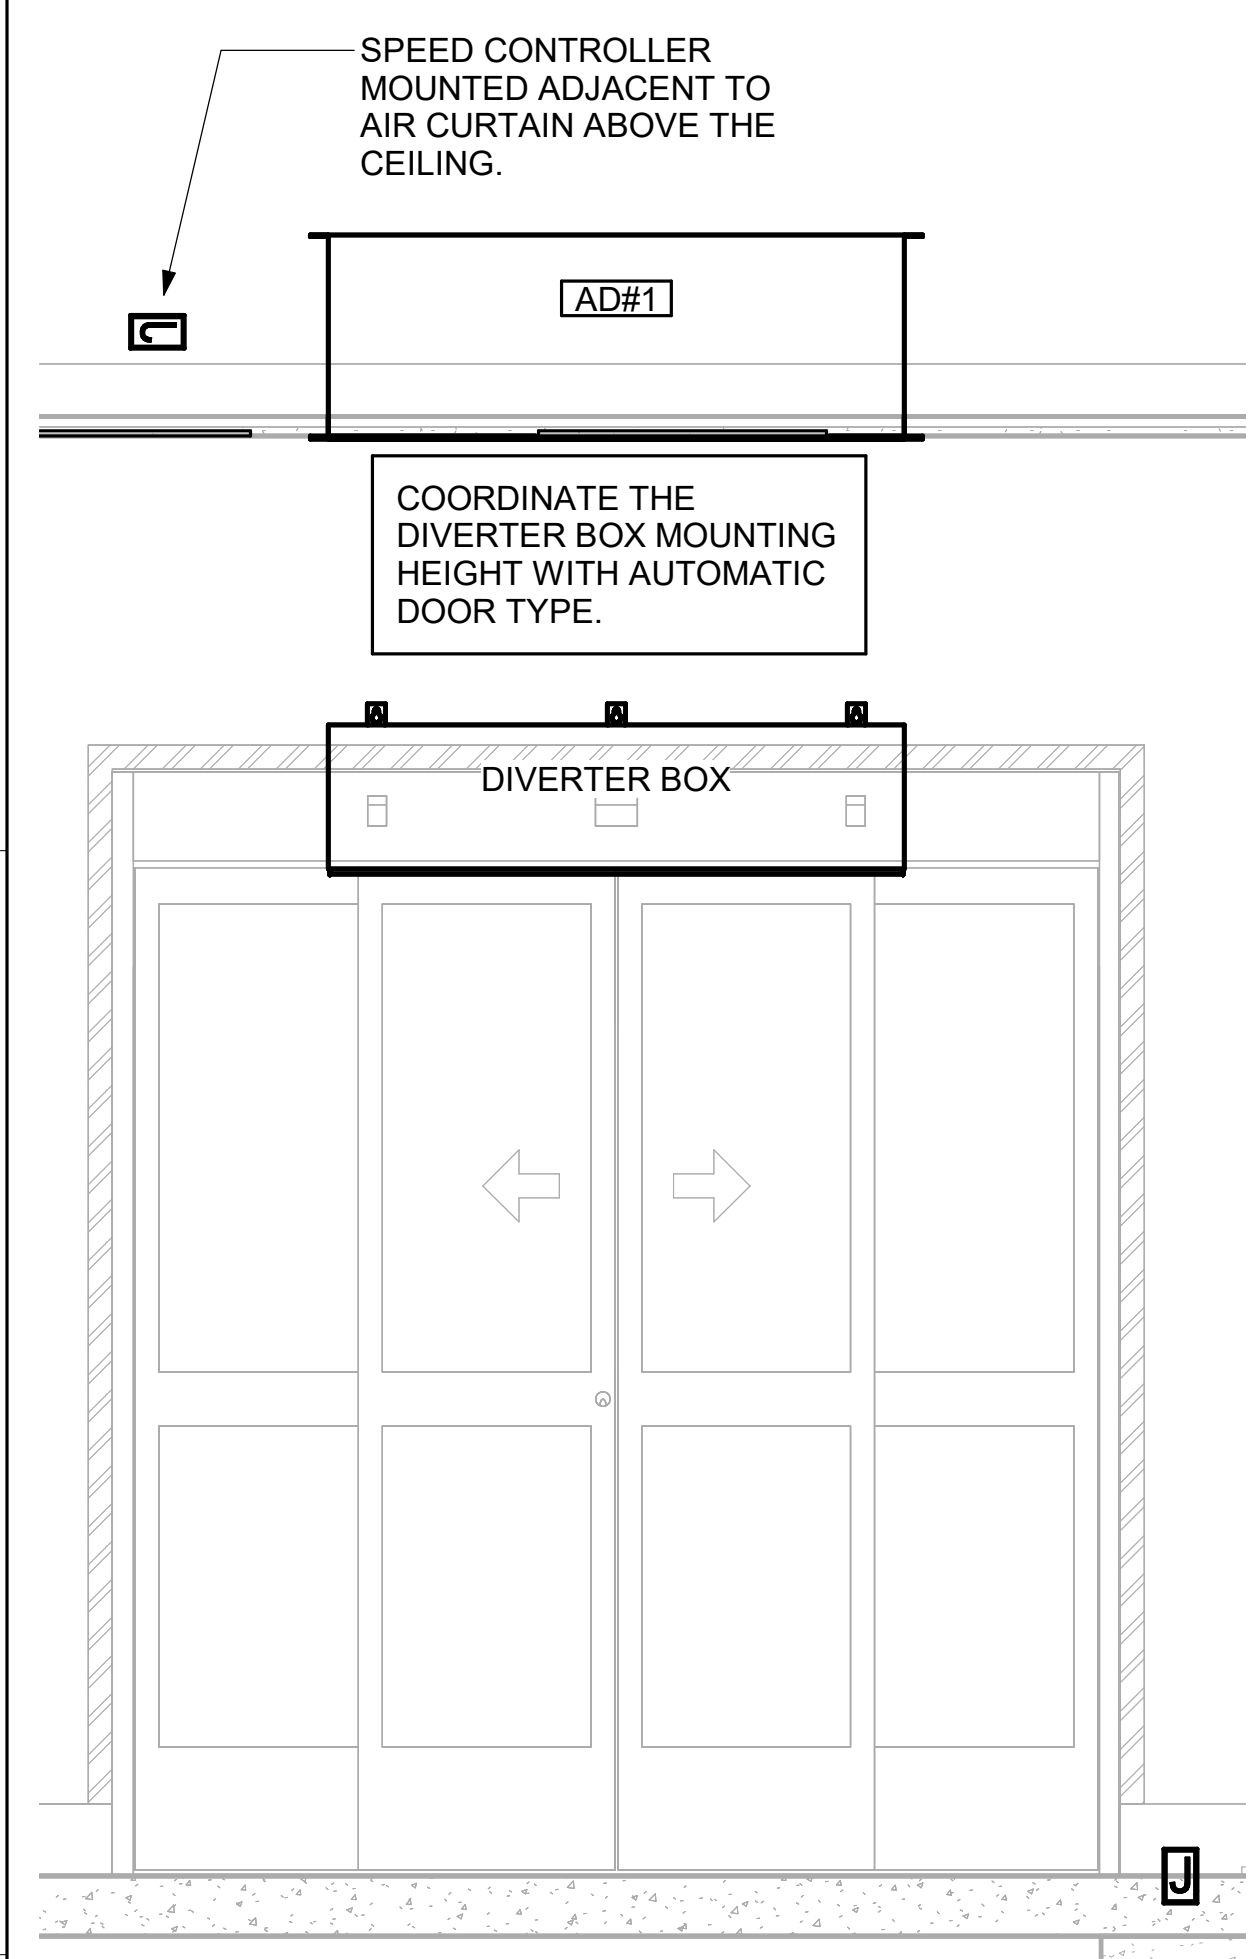 SPEED CONTROLLER
MOUNTED ADJACENT TO
AIR CURTAIN ABOVE THE
CEILING.
J
AD#1
COORDINATE THE
DIVERTER BOX MOUNTING
HEIGHT WITH AUTOMATIC
DOOR TYPE.
DIVERTER BOX
J